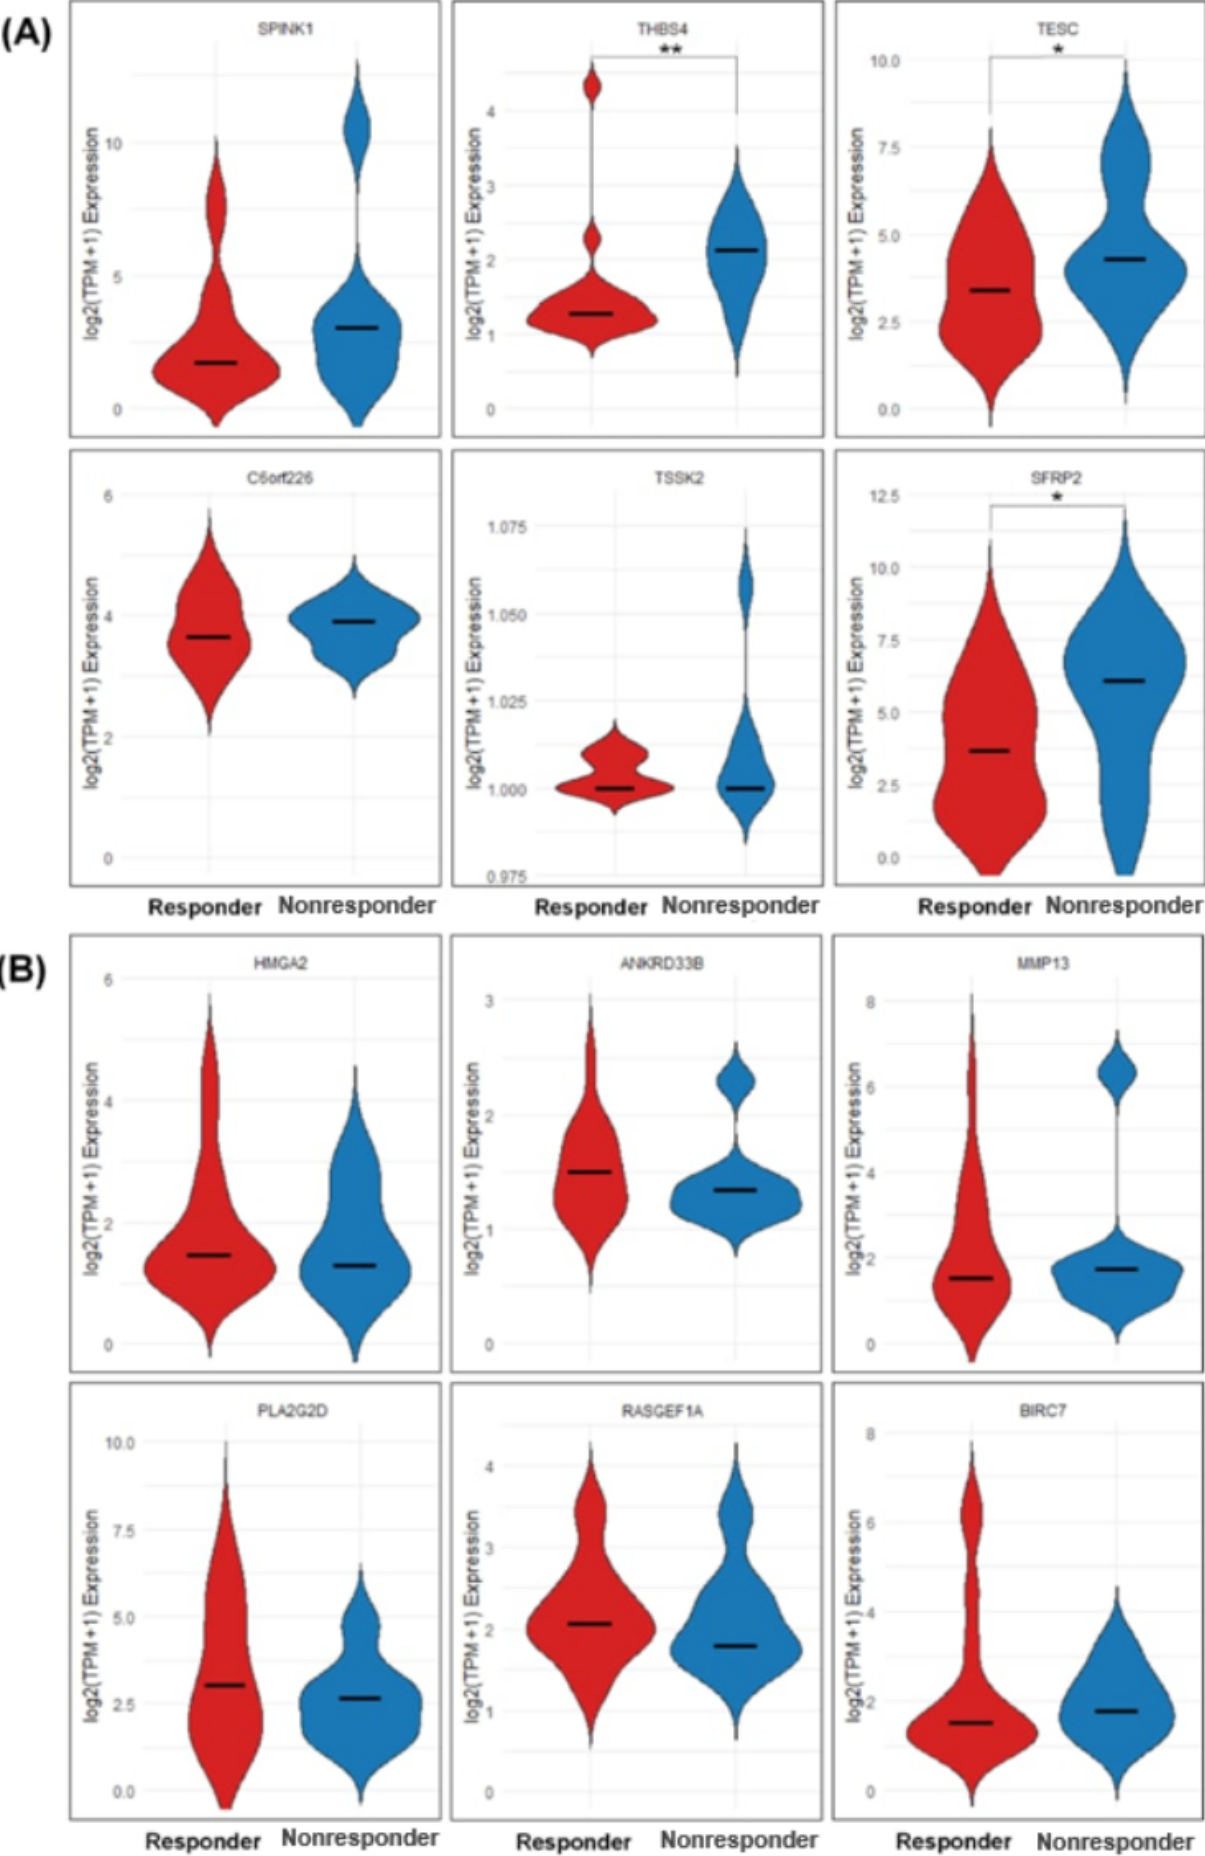 (A)
SPINK1
log2(TPM+1) Expression
10
5
0
THBS4
**
log2(TPM+1) Expression
4
3
2
1
0
TESC
*
log2(TPM+1) Expression
10.0
7.5
5.0
2.5
0.0
C6orf226
log2(TPM+1) Expression
6
4
2
0
TSSK2
log2(TPM+1) Expression
1.075
1.050
1.025
1.000
0.975
SFRP2
*
log2(TPM+1) Expression
12.5
10.0
7.5
5.0
2.5
0.0
Responder Nonresponder
Responder Nonresponder
Responder Nonresponder
(B)
HMGA2
log2(TPM+1) Expression
6
4
2
0
ANKRD33B
log2(TPM+1) Expression
3
2
1
0
MMP13
log2(TPM+1) Expression
8
6
4
2
0
PLA2G2D
log2(TPM+1) Expression
10.0
7.5
5.0
2.5
0.0
RASGEF1A
log2(TPM+1) Expression
4
3
2
1
0
BIRC7
log2(TPM+1) Expression
8
6
4
2
0
Responder Nonresponder
Responder Nonresponder
Responder Nonresponder